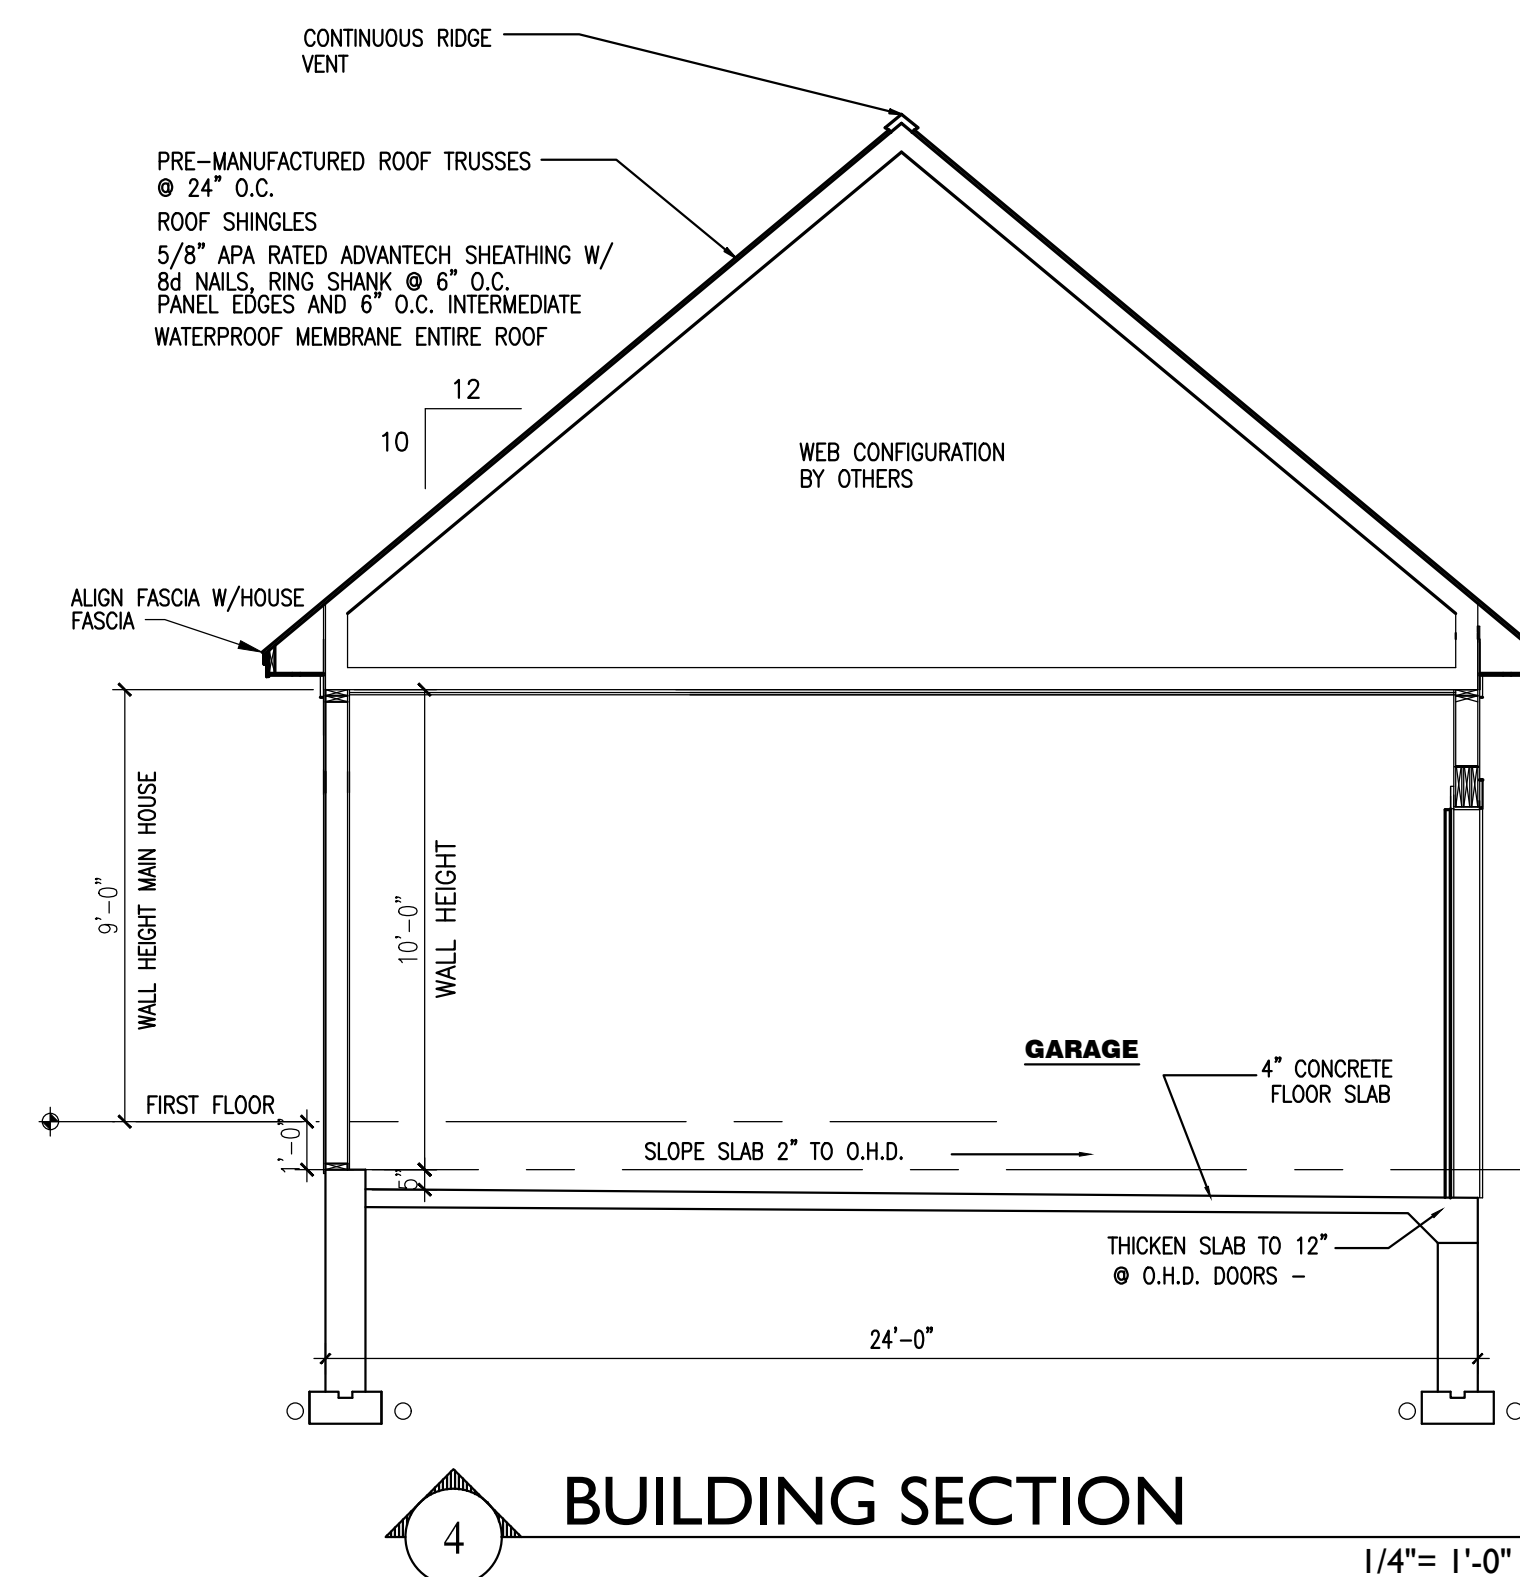 CONTINUOUS RIDGE
VENT
PRE-MANUFACTURED ROOF TRUSSES
@ 24" O.C.
ROOF SHINGLES
5/8" APA RATED ADVANTECH SHEATHING W/
8d NAILS, RING SHANK @ 6" O.C.
PANEL EDGES AND 6" O.C. INTERMEDIATE
WATERPROOF MEMBRANE ENTIRE ROOF
12
10
WEB CONFIGURATION
BY OTHERS
ALIGN FASCIA W/HOUSE
FASCIA
9'-0"
WALL HEIGHT MAIN HOUSE
10'-0"
WALL HEIGHT
GARAGE
4" CONCRETE
FLOOR SLAB
FIRST FLOOR
1'-0"
SLOPE SLAB 2" TO O.H.D.
5"
THICKEN SLAB TO 12"
@ O.H.D. DOORS -
24'-0"
4
BUILDING SECTION
1/4"= 1'-0"